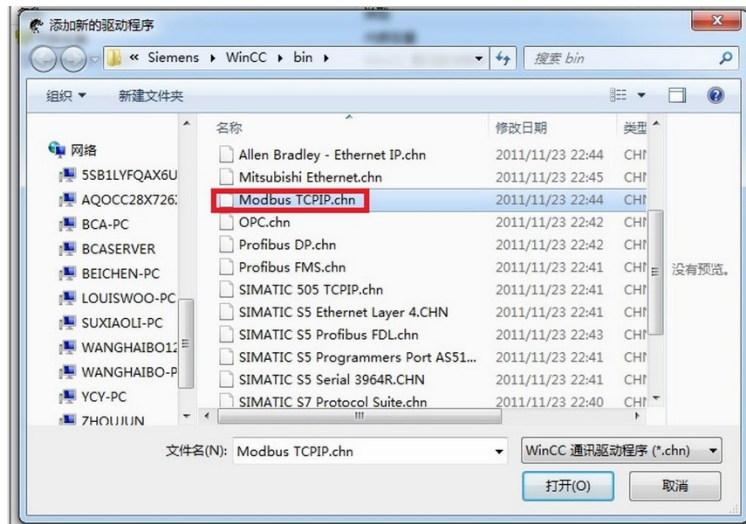 添加新的驱动程序
« Siemens ▸ WinCC ▸ bin ▸
搜索 bin
组织 新建文件夹
名称 修改日期 类型
网络
5SB1LYFQAX6U
AQOCC28X726
BCA-PC
BCASERVER
BEICHEN-PC
LOUISWOO-PC
SUXIAOLI-PC
WANGHAIBO12
WANGHAIBO-P
YCY-PC
ZHOUJUN
Allen Bradley - Ethernet IP.chn 2011/11/23 22:44 CHN
Mitsubishi Ethernet.chn 2011/11/23 22:45 CHN
Modbus TCPIP.chn 2011/11/23 22:44 CHN
OPC.chn 2011/11/23 22:42 CHN
Profibus DP.chn 2011/11/23 22:42 CHN
Profibus FMS.chn 2011/11/23 22:41 CHN
SIMATIC 505 TCPIP.chn 2011/11/23 22:41 CHN
SIMATIC S5 Ethernet Layer 4.CHN 2011/11/23 22:41 CHN
SIMATIC S5 Profibus FDL.chn 2011/11/23 22:43 CHN
SIMATIC S5 Programmers Port AS51... 2011/11/23 22:41 CHN
SIMATIC S5 Serial 3964R.CHN 2011/11/23 22:41 CHN
SIMATIC S7 Protocol Suite.chn 2011/11/23 22:40 CHN
没有预览。
文件名(N): Modbus TCPIP.chn WinCC 通讯驱动程序 (*.chn)
打开(O) 取消